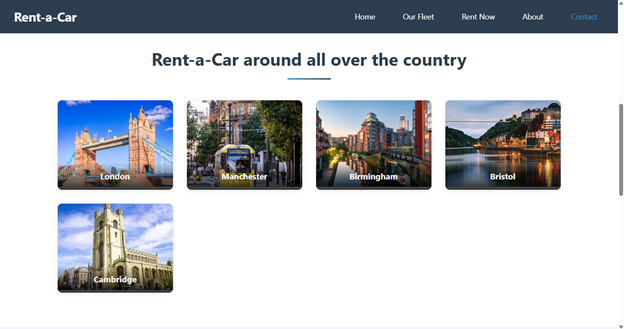 Rent-a-Car
Home Our Fleet Rent Now About Contact
Rent-a-Car around all over the country
London Manchester Birmingham Bristol
Cambridge